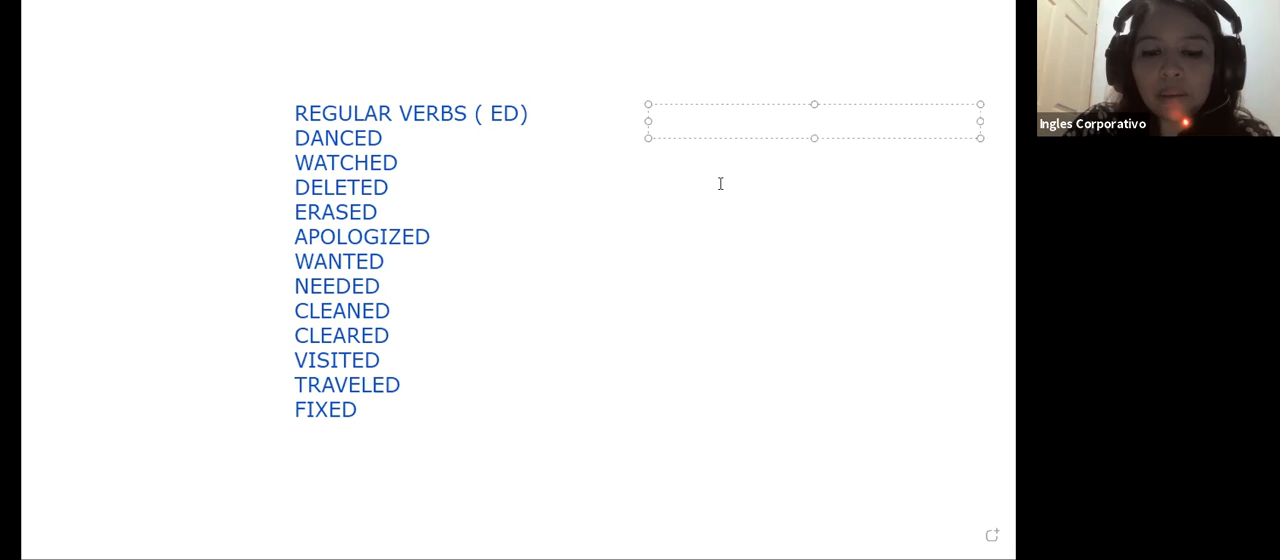 REGULAR VERBS ( ED)
DANCED
WATCHED
DELETED
ERASED
APOLOGIZED
WANTED
NEEDED
CLEANED
CLEARED
VISITED
TRAVELED
FIXED
Ingles Corporativo